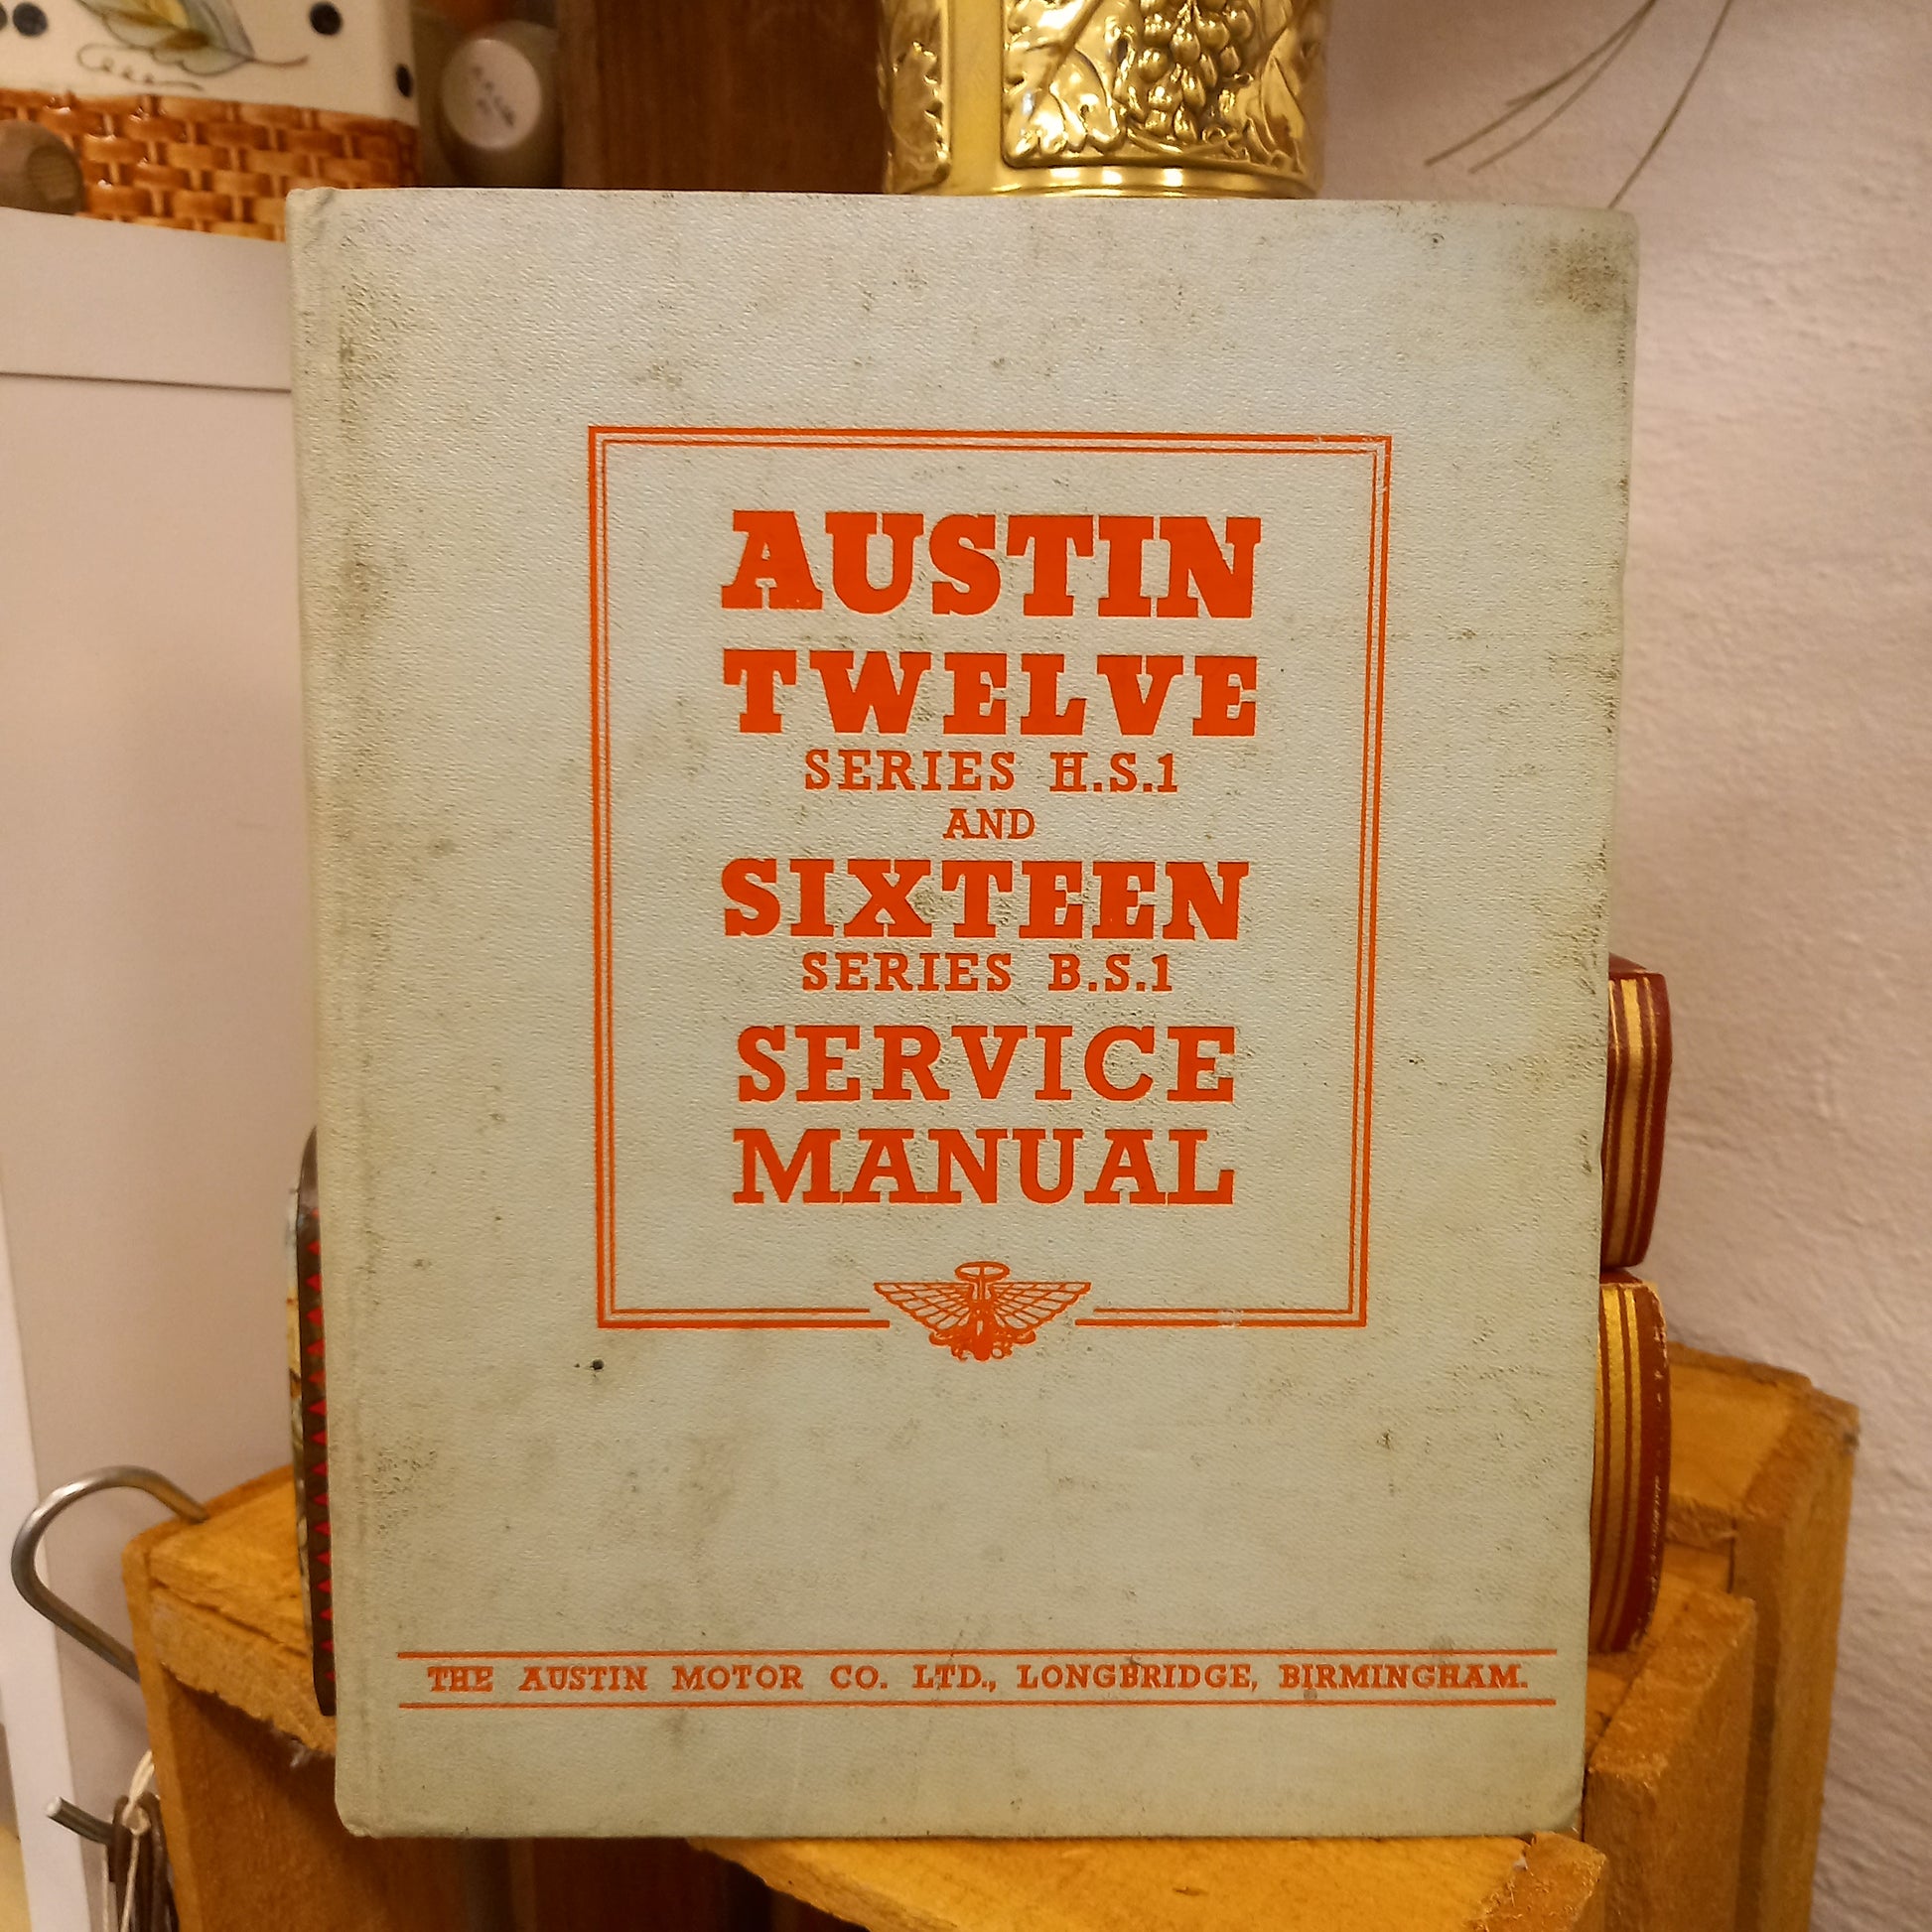 AUSTIN
TWELVE
SERIES H.S.1
AND
SIXTEEN
SERIES B.S.1
SERVICE
MANUAL
THE AUSTIN MOTOR CO. LTD., LONGBRIDGE, BIRMINGHAM.